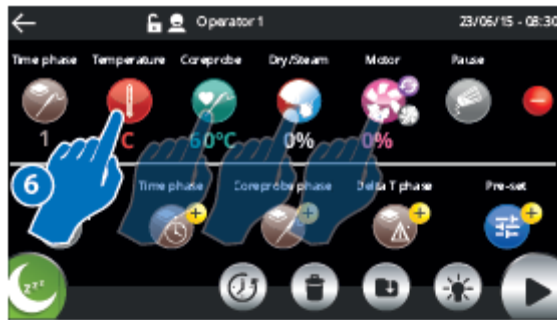 Operator 1
23/06/15 - 08:30
Time phase
Temperature
Coreprobe
Dry/Steam
Motor
Pause
1
C
60°C
0%
0%
6
Time phase
Coreprobe phase
Delta T phase
Pre-set
zzz